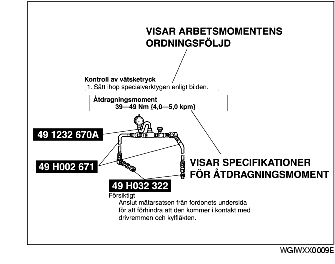 VISAR ARBETSMOMENTENS
ORDNINGSFÖLJD
Kontroll av vätsketryck
1. Sätt ihop specialverktygen enligt bilden.
Åtdragningsmoment
39—49 Nm {4,0—5,0 kpm}
49 1232 670A
49 H002 671
VISAR SPECIFIKATIONER
FÖR ÅTDRAGNINGSMOMENT
49 H032 322
Försiktigt
Anslut mätarsatsen från fordonets undersida
för att förhindra att den kommer i kontakt med
drivremmen och kylfläkten.
WGIWXX0009E